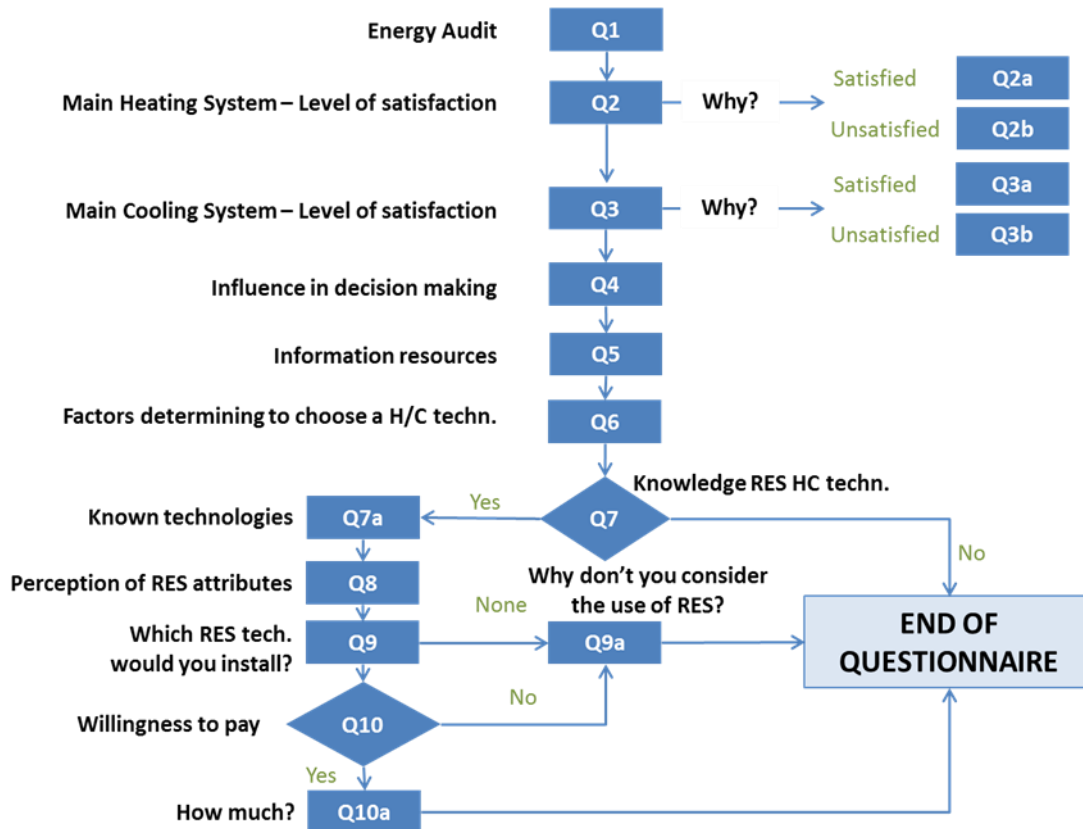 Energy Audit
Q1
Main Heating System – Level of satisfaction
Q2
Why?
Satisfied
Q2a
Unsatisfied
Q2b
Main Cooling System – Level of satisfaction
Q3
Why?
Satisfied
Q3a
Unsatisfied
Q3b
Influence in decision making
Q4
Information resources
Q5
Factors determining to choose a H/C techn.
Q6
Knowledge RES HC techn.
Q7
Yes
No
Known technologies
Q7a
Perception of RES attributes
Q8
Why don’t you consider
the use of RES?
Which RES tech.
would you install?
Q9
None
Q9a
END OF
QUESTIONNAIRE
Willingness to pay
Q10
No
Yes
How much?
Q10a